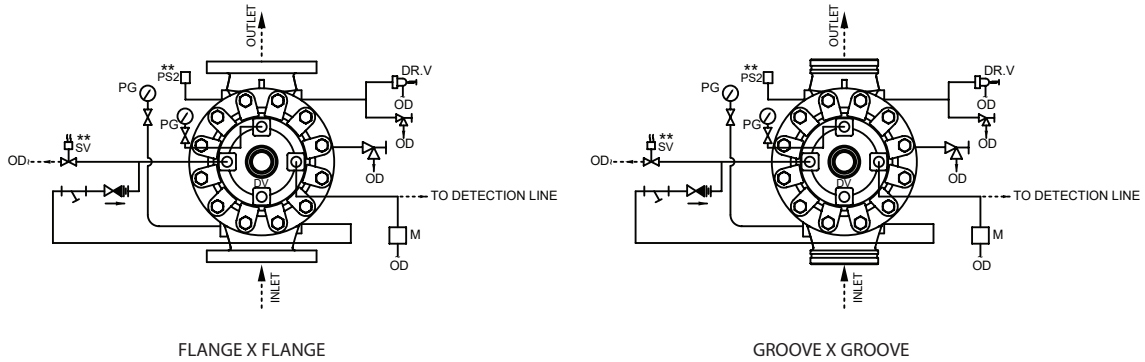 OUTLET
**
PS2
DR.V
PG
OD
PG
**
SV
OD
OD
OD
DV
TO DETECTION LINE
M
OD
INLET
FLANGE X FLANGE
OUTLET
**
PS2
DR.V
PG
OD
PG
**
SV
OD
OD
OD
DV
TO DETECTION LINE
M
OD
INLET
GROOVE X GROOVE